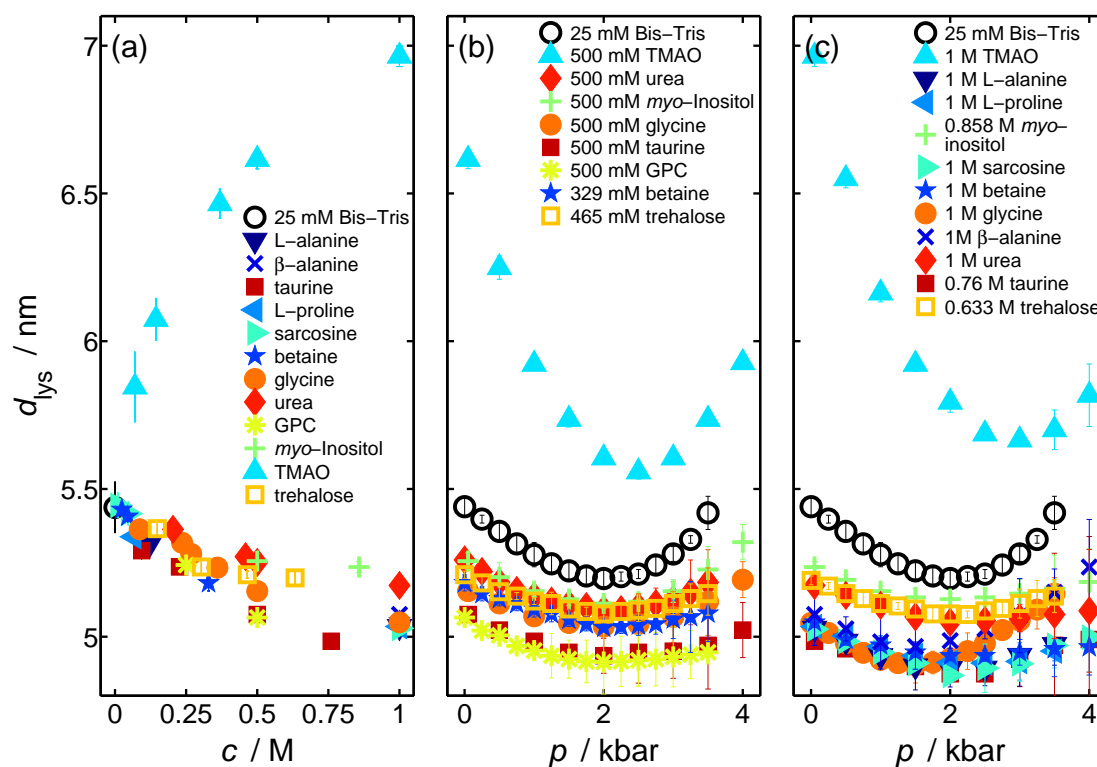 (a)
7
6.5
6
5.5
5
d_lys / nm
25 mM Bis−Tris
L−alanine
β−alanine
taurine
L−proline
sarcosine
betaine
glycine
urea
GPC
myo−Inositol
TMAO
trehalose
0 0.25 0.5 0.75 1
c / M
(b)
25 mM Bis−Tris
500 mM TMAO
500 mM urea
500 mM myo−Inositol
500 mM glycine
500 mM taurine
500 mM GPC
329 mM betaine
465 mM trehalose
0 2 4
p / kbar
(c)
25 mM Bis−Tris
1 M TMAO
1 M L−alanine
1 M L−proline
0.858 M myo−
inositol
1 M sarcosine
1 M betaine
1 M glycine
1M β−alanine
1 M urea
0.76 M taurine
0.633 M trehalose
0 2 4
p / kbar